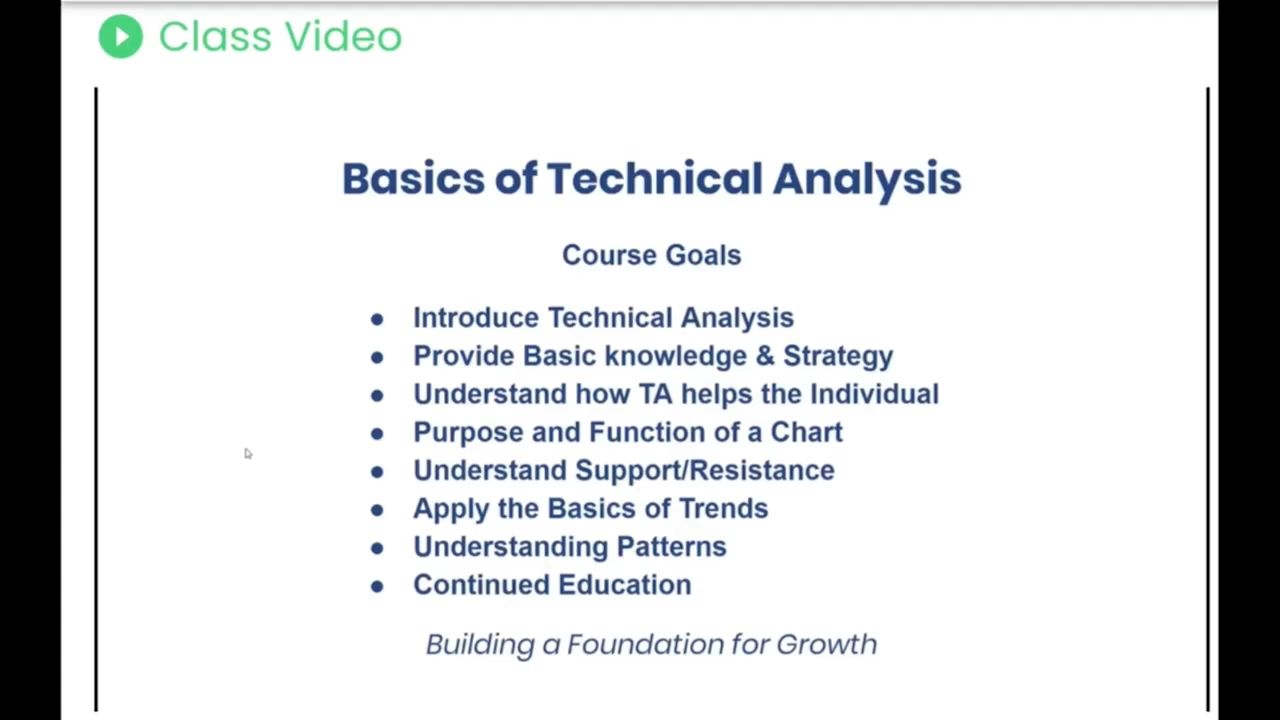 Class Video
Basics of Technical Analysis
Course Goals
● Introduce Technical Analysis
● Provide Basic knowledge & Strategy
● Understand how TA helps the Individual
● Purpose and Function of a Chart
● Understand Support/Resistance
● Apply the Basics of Trends
● Understanding Patterns
● Continued Education
Building a Foundation for Growth